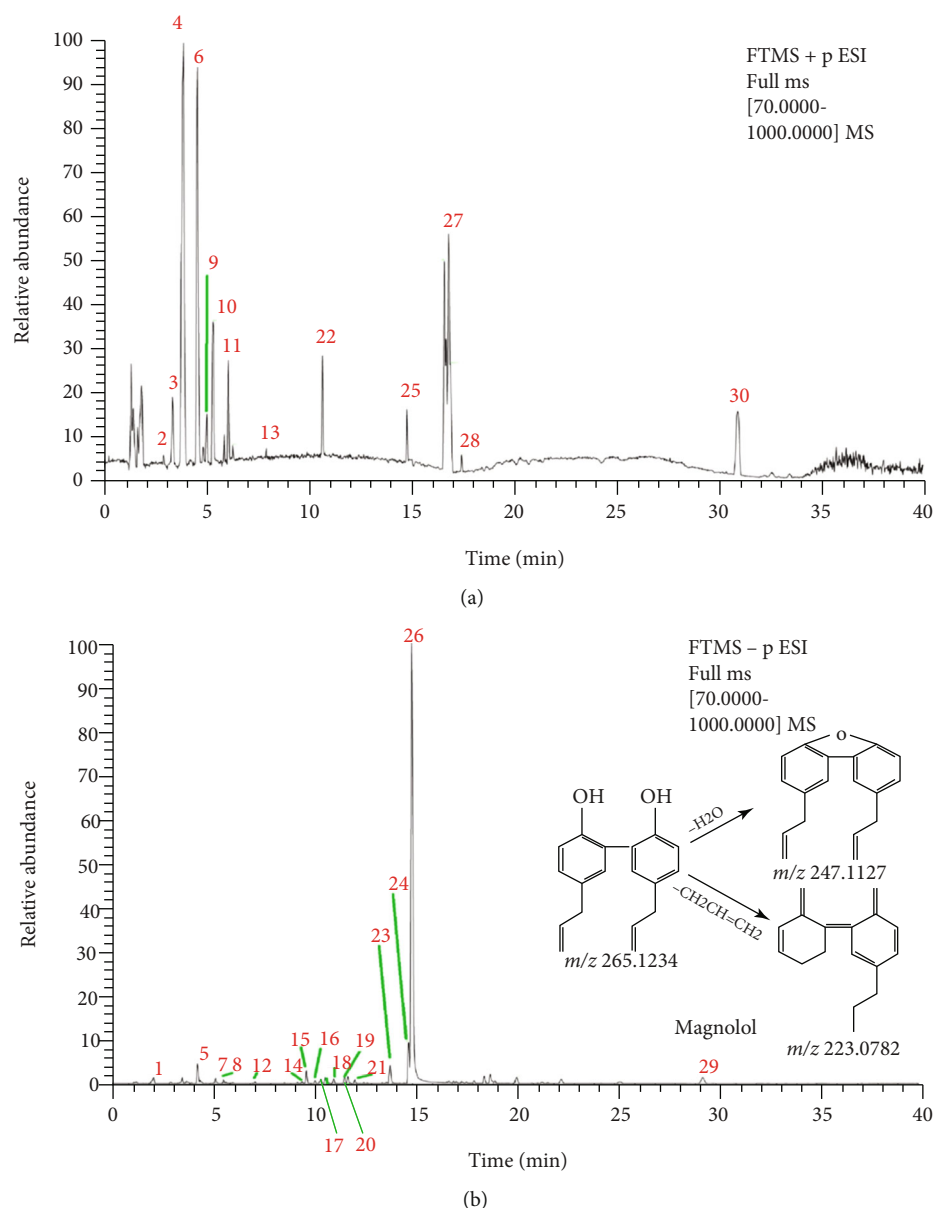 4
100
6
FTMS + p ESI
Full ms
[70.0000-
1000.0000] MS
90
80
70
60
27
9
50
40
10
22
11
30
3
25
30
20
13
28
2
10
0
0 5 10 15 20 25 30 35 40
Relative abundance
Time (min)
(a)
26
100
FTMS – p ESI
Full ms
[70.0000-
1000.0000] MS
90
80
O
70
OH OH
–H2O
60
m/z 247.1127
50
24
–CH2CH=CH2
40
23
m/z 265.1234
30
20
Magnolol
m/z 223.0782
10
15 16 19
18
1 5 7 8 12 14 21 29
0
0 5 10 15 20 25 30 35 40
17 20
Relative abundance
Time (min)
(b)